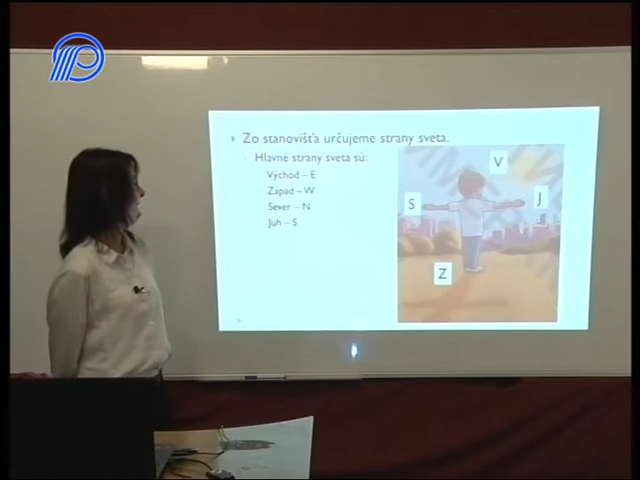 Zo stanovišťa určujeme strany sveta.
Hlavné strany sveta sú:
Východ – E
Západ – W
Sever – N
Juh – S
V
S
J
Z